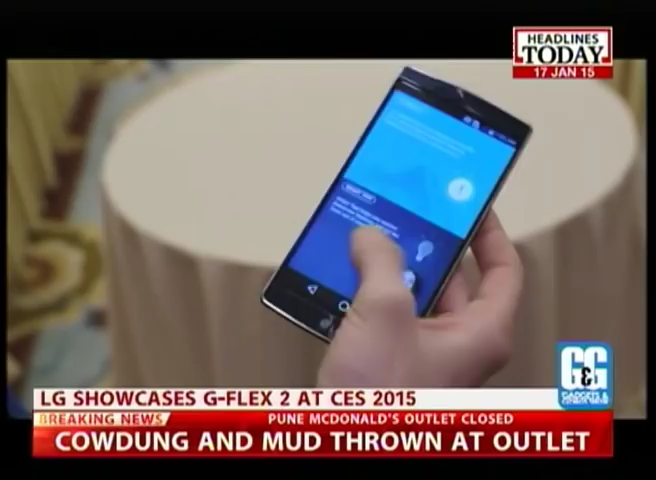 HEADLINES
TODAY
17 JAN 15
G&G
GADGETS &
LG SHOWCASES G-FLEX 2 AT CES 2015
BREAKING NEWS
PUNE MCDONALD'S OUTLET CLOSED
COWDUNG AND MUD THROWN AT OUTLET